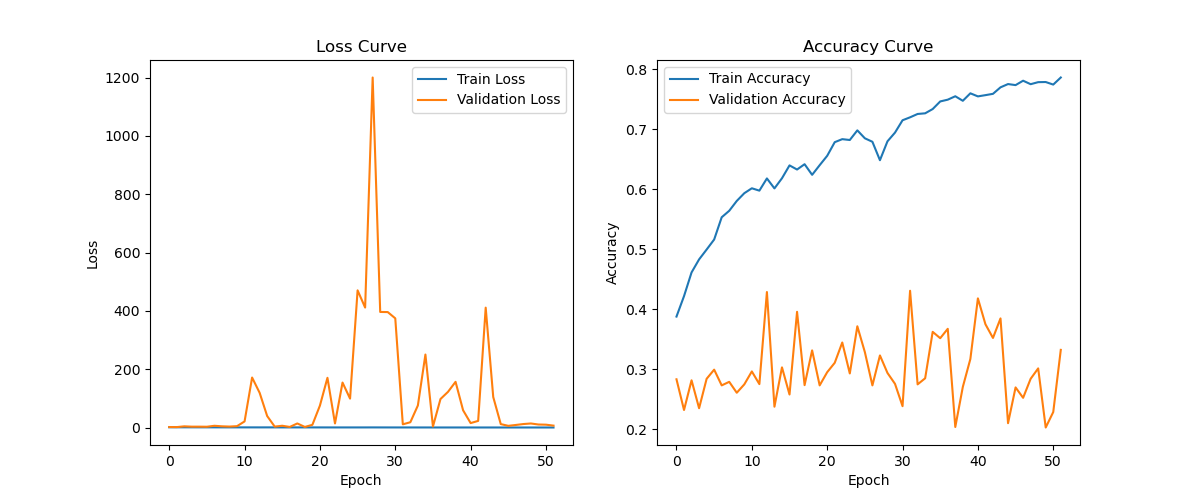 Loss Curve
1200
1000
800
600
400
200
0
Loss
0 10 20 30 40 50
Epoch
Train Loss
Validation Loss
Accuracy Curve
0.8
0.7
0.6
0.5
0.4
0.3
0.2
Accuracy
0 10 20 30 40 50
Epoch
Train Accuracy
Validation Accuracy